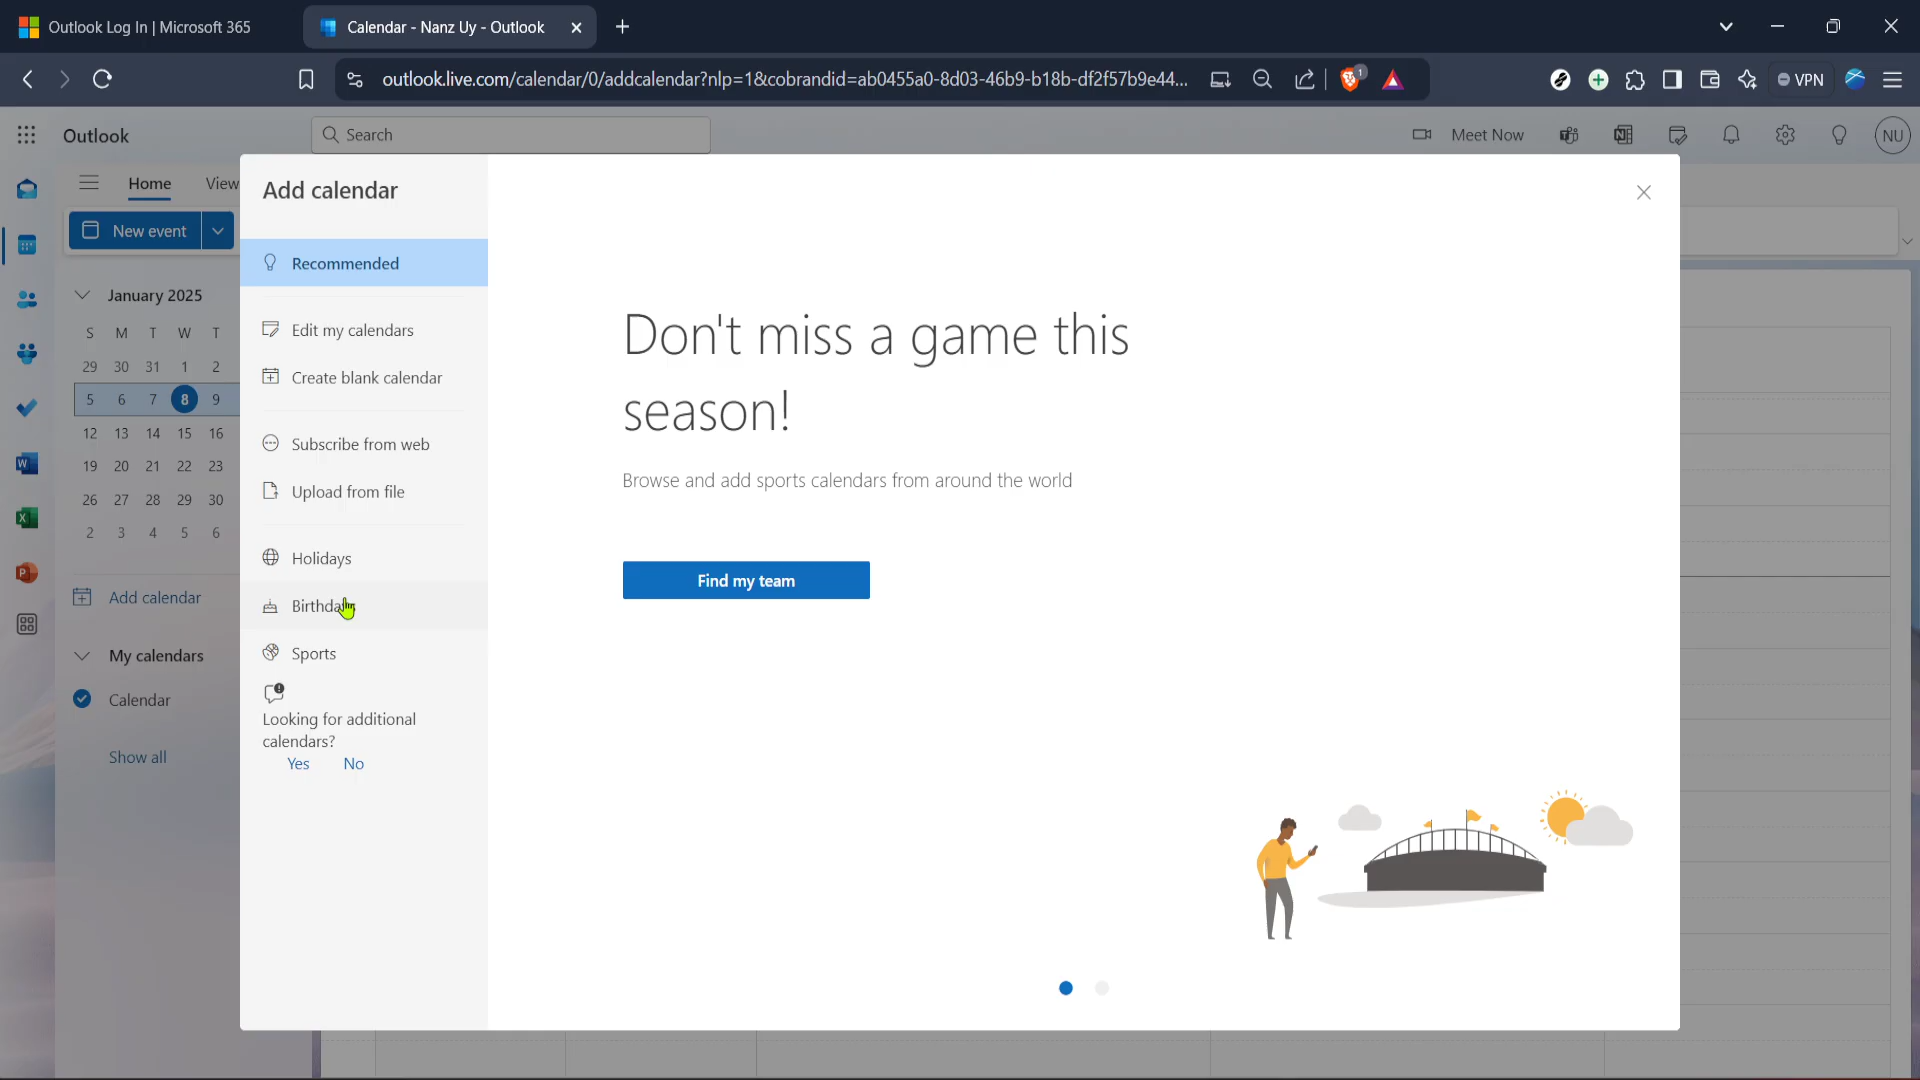 Outlook Log In | Microsoft 365
Calendar - Nanz Uy - Outlook
outlook.live.com/calendar/0/addcalendar?nlp=1&cobrandid=ab0455a0-8d03-46b9-b18b-df2f57b9e44...
1
VPN
Outlook
Search
Meet Now
NU
Home
View
New event
January 2025
S M T W T
29 30 31 1 2
5 6 7 8 9
12 13 14 15 16
19 20 21 22 23
26 27 28 29 30
2 3 4 5 6
Add calendar
My calendars
Calendar
Show all
Add calendar
Recommended
Edit my calendars
Create blank calendar
Subscribe from web
Upload from file
Holidays
Sports
Looking for additional
calendars?
Yes No
Don't miss a game this
season!
Browse and add sports calendars from around the world
Find my team